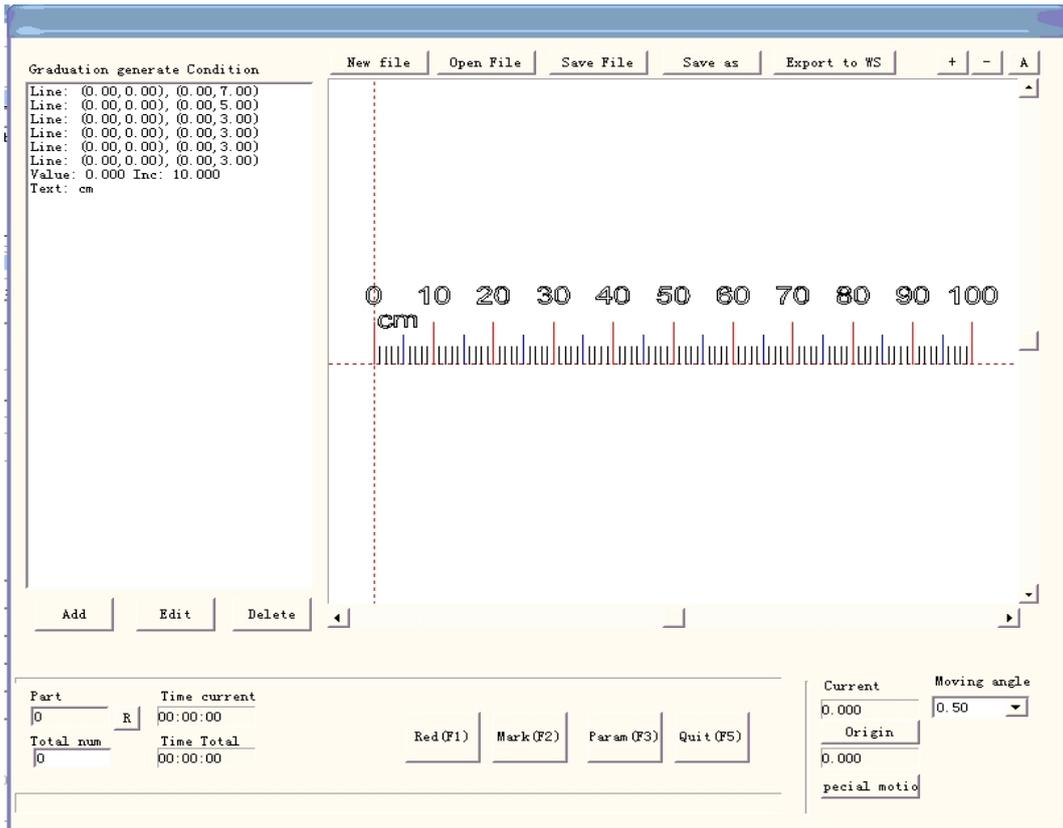 Graduation generate Condition
New file
Open File
Save File
Save as
Export to WS
+
-
A
Line: (0.00,0.00), (0.00,7.00)
Line: (0.00,0.00), (0.00,5.00)
Line: (0.00,0.00), (0.00,3.00)
Line: (0.00,0.00), (0.00,3.00)
Line: (0.00,0.00), (0.00,3.00)
Line: (0.00,0.00), (0.00,3.00)
Value: 0.000 Inc: 10.000
Text: cm
0 10 20 30 40 50 60 70 80 90 100
cm
Add
Edit
Delete
Part
0
R
Total num
0
Time current
00:00:00
Time Total
00:00:00
Red(F1)
Mark(F2)
Param(F3)
Quit(F5)
Current
0.000
Origin
0.000
pecial motio
Moving angle
0.50